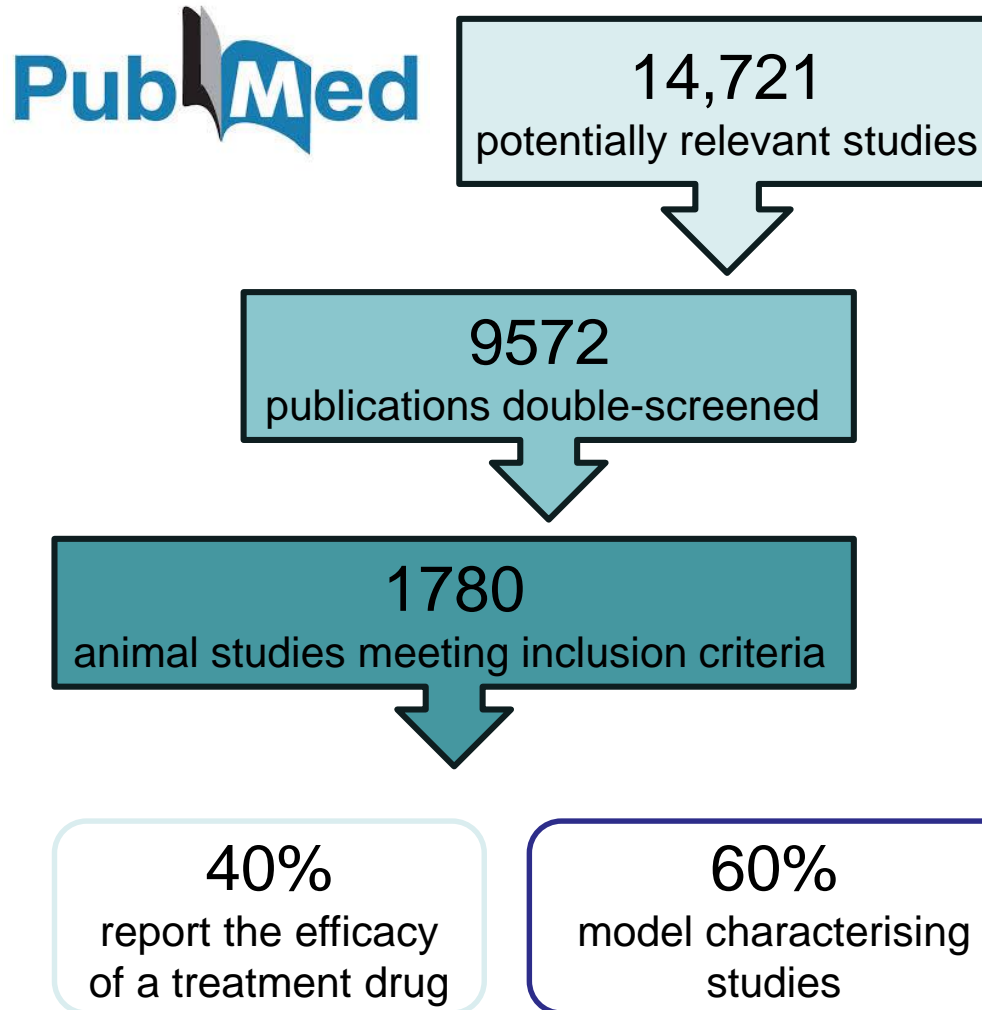 PubMed
14,721
potentially relevant studies
9572
publications double-screened
1780
animal studies meeting inclusion criteria
40%
report the efficacy
of a treatment drug
60%
model characterising
studies